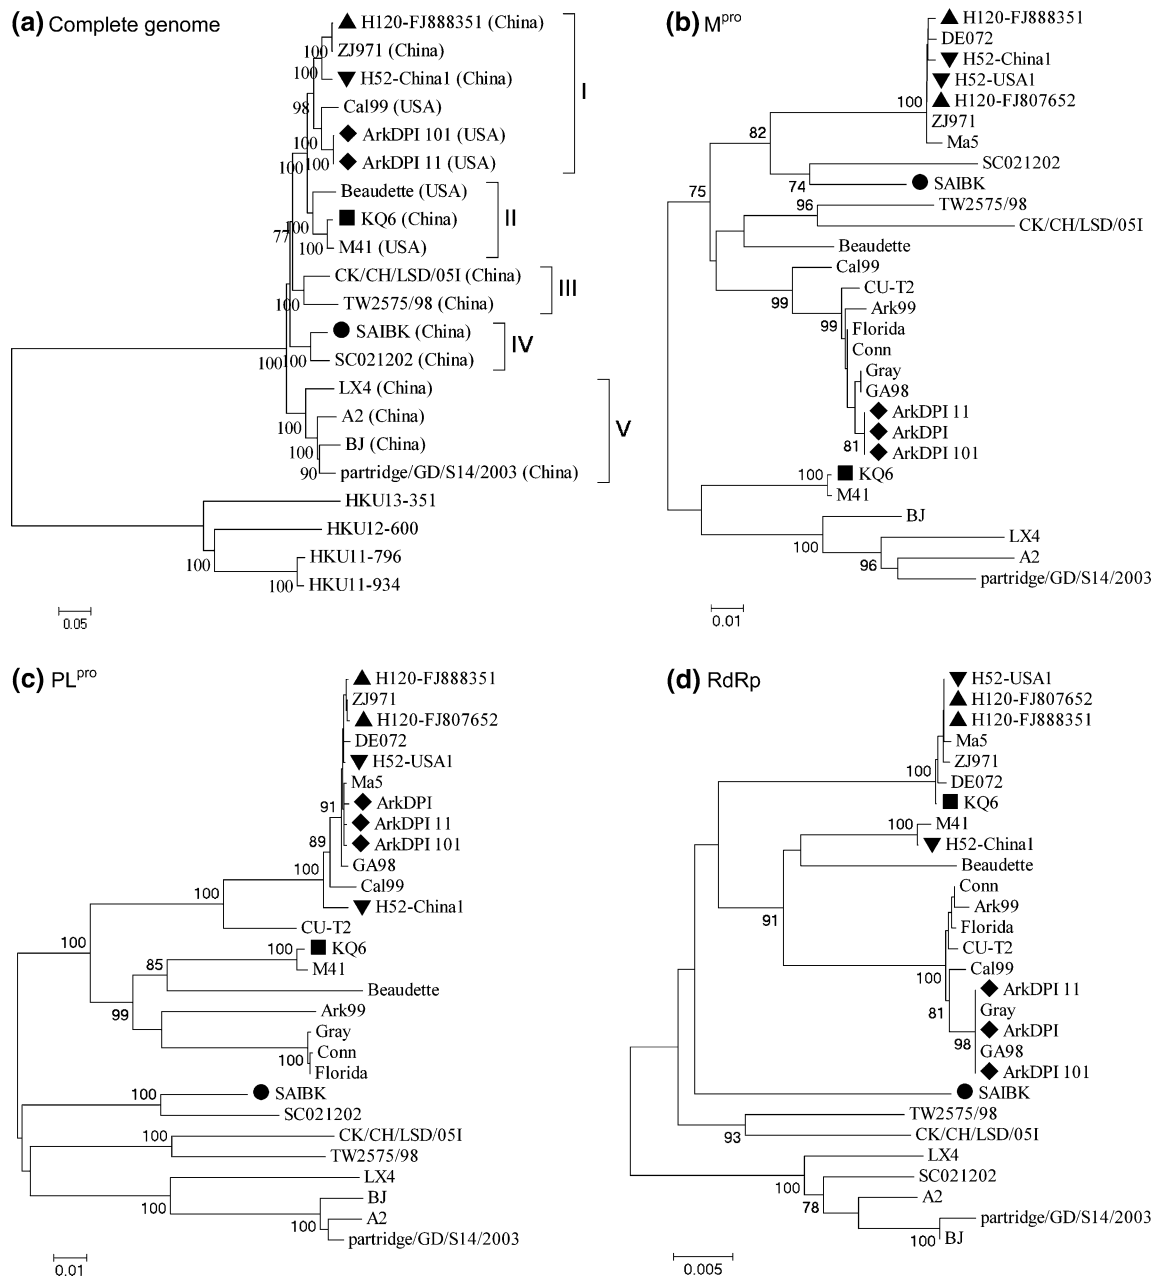 (a) Complete genome
H120-FJ888351 (China)
ZJ971 (China)
100
H52-China1 (China)
100
I
Cal99 (USA)
98
ArkDPI 101 (USA)
100
ArkDPI 11 (USA)
100 100
Beaudette (USA)
KQ6 (China)
II
100
77
M41 (USA)
100
CK/CH/LSD/05I (China)
III
TW2575/98 (China)
100
SAIBK (China)
IV
SC021202 (China)
100 100
LX4 (China)
A2 (China)
100
V
BJ (China)
100
partridge/GD/S14/2003 (China)
90
HKU13-351
HKU12-600
HKU11-796
100
HKU11-934
100
0.05
(b) Mpro
H120-FJ888351
DE072
H52-China1
H52-USA1
100
H120-FJ807652
ZJ971
82
Ma5
SC021202
74
SAIBK
75
96
TW2575/98
CK/CH/LSD/05I
Beaudette
Cal99
99
CU-T2
Ark99
99
Florida
Conn
Gray
GA98
ArkDPI 11
ArkDPI
81
ArkDPI 101
100
KQ6
M41
BJ
100
LX4
A2
96
partridge/GD/S14/2003
0.01
(c) PLpro
H120-FJ888351
ZJ971
H120-FJ807652
DE072
H52-USA1
Ma5
91
ArkDPI
ArkDPI 11
89
ArkDPI 101
100
GA98
Cal99
100
H52-China1
CU-T2
100
100
KQ6
85
M41
Beaudette
99
Ark99
Gray
Conn
100
Florida
100
SAIBK
SC021202
100
CK/CH/LSD/05I
TW2575/98
LX4
100
BJ
A2
100
partridge/GD/S14/2003
0.01
(d) RdRp
H52-USA1
H120-FJ807652
H120-FJ888351
Ma5
ZJ971
100
DE072
KQ6
100
M41
H52-China1
Beaudette
Conn
91
Ark99
Florida
CU-T2
Cal99
100
ArkDPI 11
81
Gray
ArkDPI
98
GA98
ArkDPI 101
SAIBK
TW2575/98
93
CK/CH/LSD/05I
LX4
SC021202
100
A2
78
partridge/GD/S14/2003
100
BJ
0.005